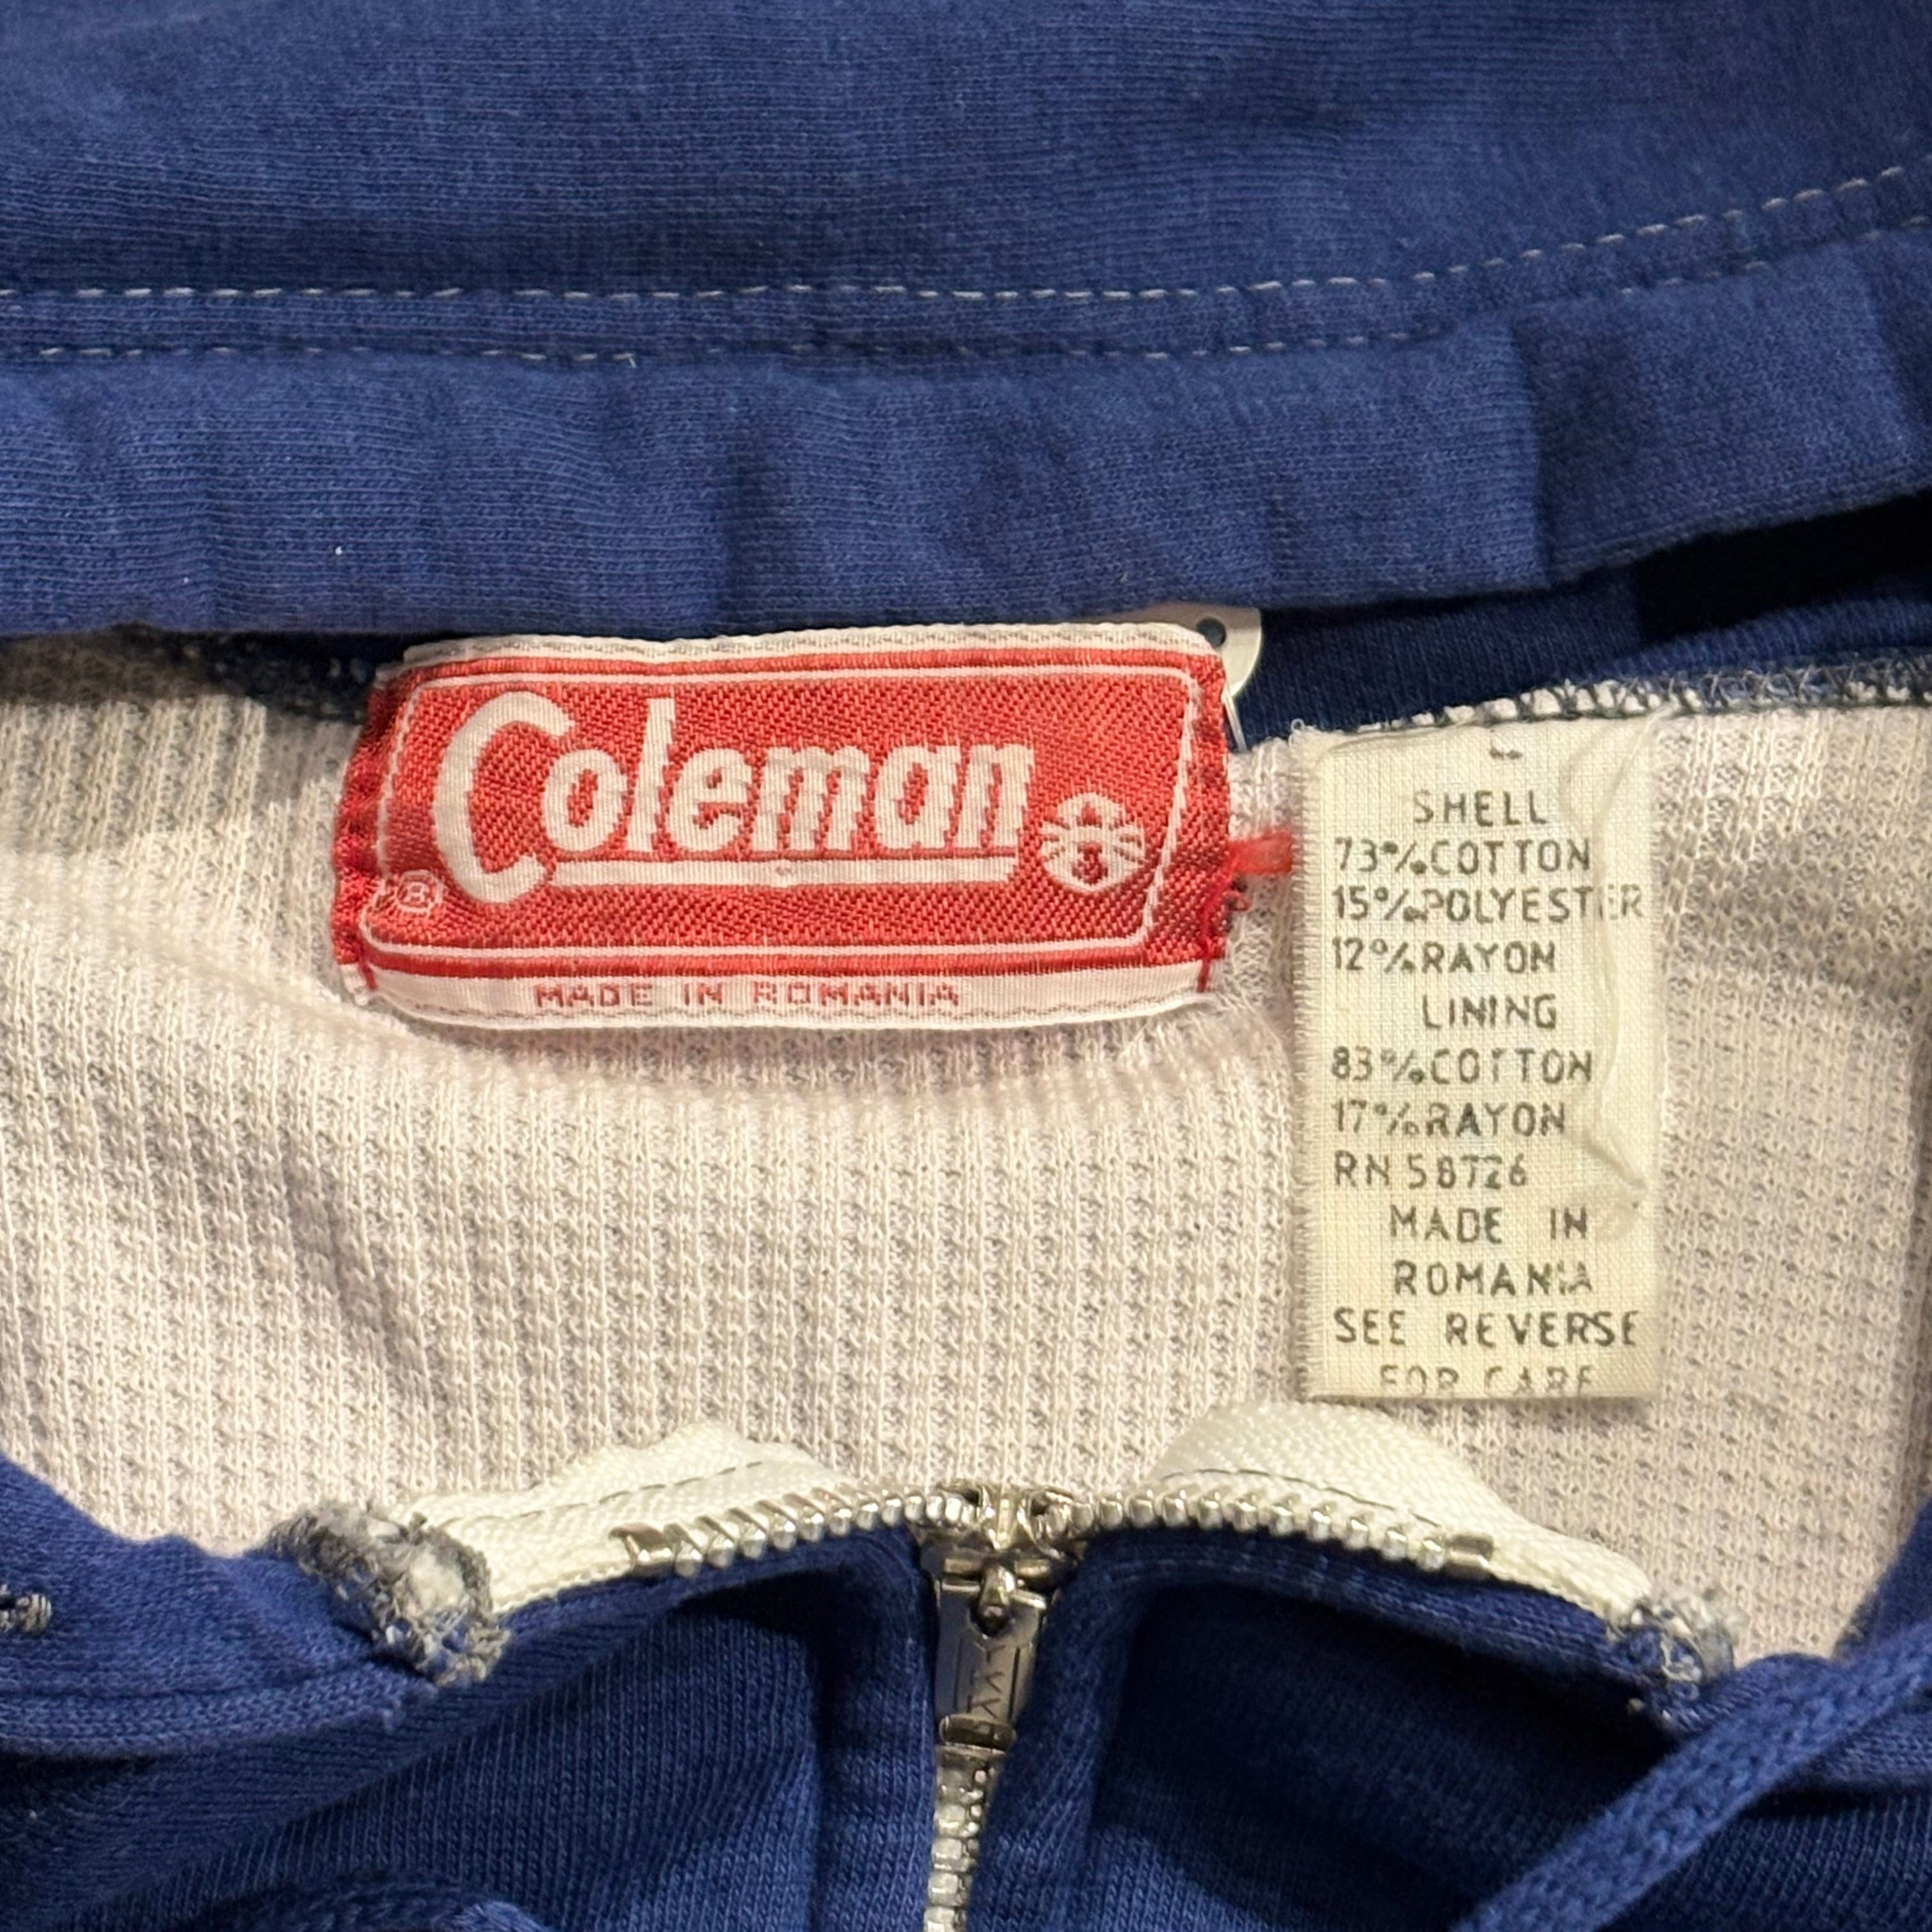 Coleman
®
MADE IN ROMANIA
SHELL
73% COTTON
15% POLYESTER
12% RAYON
LINING
83% COTTON
17% RAYON
RN 58726
MADE IN
ROMANIA
SEE REVERSE
FOR CARE